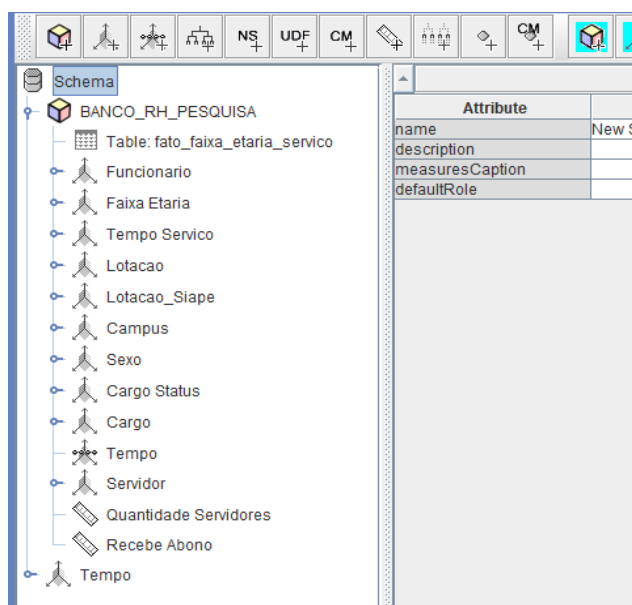 NS UDF CM CM
Schema
BANCO_RH_PESQUISA
Table: fato_faixa_etaria_servico
Funcionario
Faixa Etaria
Tempo Servico
Lotacao
Lotacao_Siape
Campus
Sexo
Cargo Status
Cargo
Tempo
Servidor
Quantidade Servidores
Recebe Abono
Tempo
Attribute
name New
description
measuresCaption
defaultRole